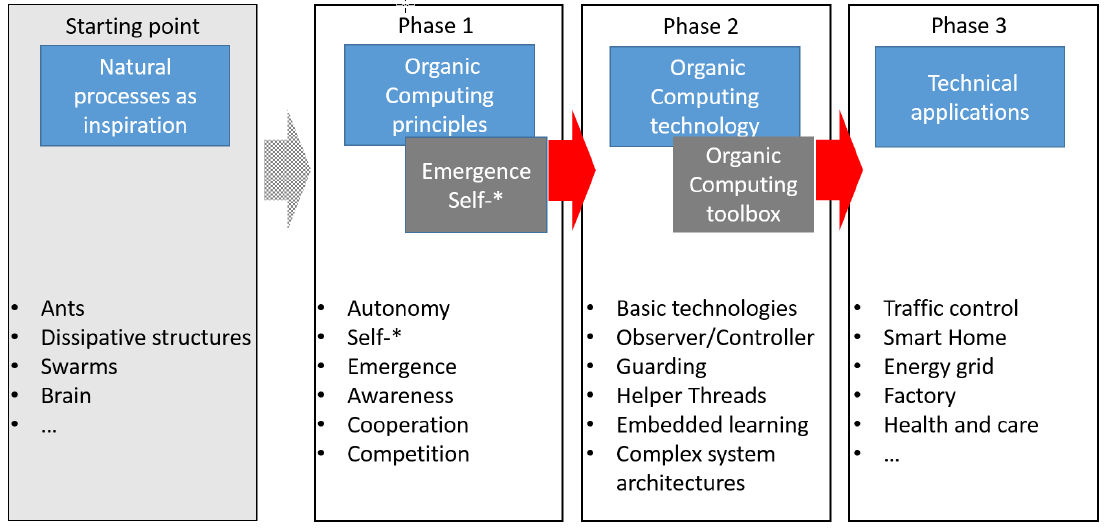 Starting point
Natural
processes as
inspiration
• Ants
• Dissipative structures
• Swarms
• Brain
• ...
Phase 1
Organic
Computing
principles
Emergence
Self-*
• Autonomy
• Self-*
• Emergence
• Awareness
• Cooperation
• Competition
Phase 2
Organic
Computing
technology
Organic
Computing
toolbox
• Basic technologies
• Observer/Controller
• Guarding
• Helper Threads
• Embedded learning
• Complex system
architectures
Phase 3
Technical
applications
• Traffic control
• Smart Home
• Energy grid
• Factory
• Health and care
• ...